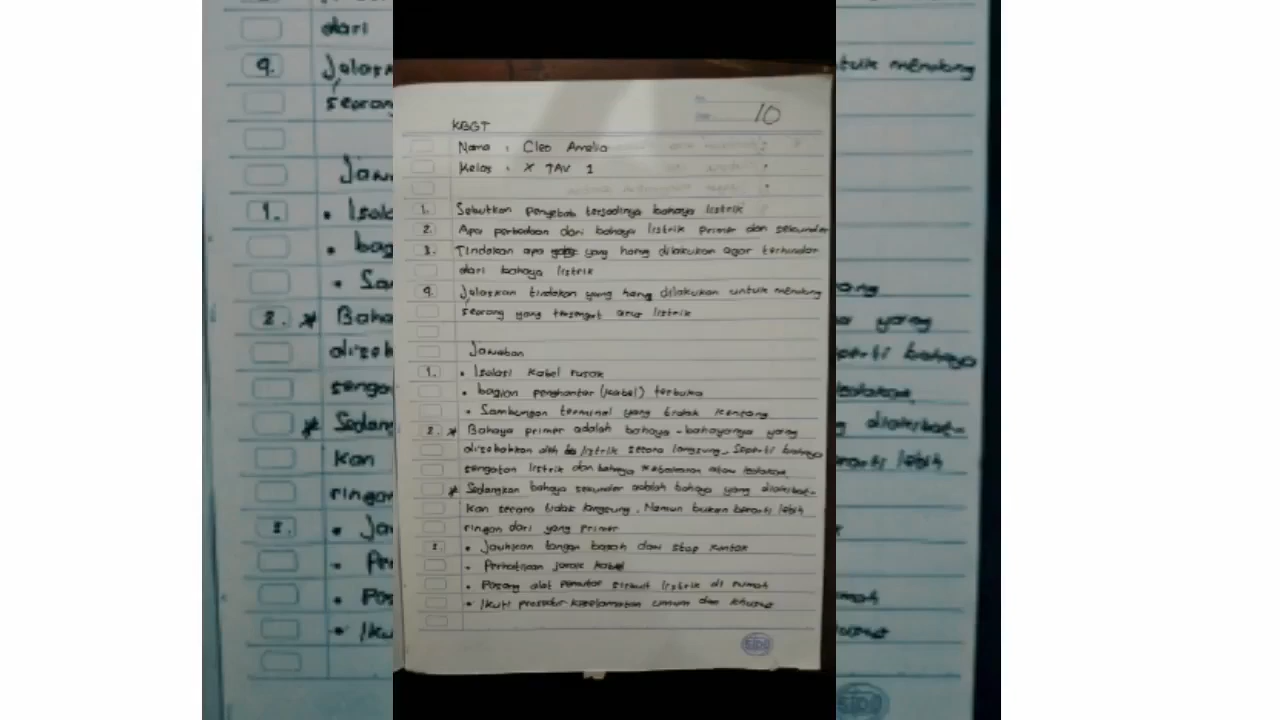 10
KBGT
Nama : Cleo Amelia
Kelas : X TAV 1
1. Sebutkan penyebab terjadinya bahaya listrik
2. Apa perbedaan dari bahaya listrik primer dan sekunder
3. Tindakan apa yang harus dilakukan agar terhindar
dari bahaya listrik
4. Jelaskan tindakan yang harus dilakukan untuk menolong
seorang yang tersengat arus listrik
Jawaban
1. • Isolasi kabel rusak
• bagian penghantar (kabel) terbuka
• Sambungan terminal yang tidak kencang
2. * Bahaya primer adalah bahaya-bahayanya yang
disebabkan oleh listrik secara langsung, Seperti bahaya
sengatan listrik dan bahaya kebakaran atau ledakan
* Sedangkan bahaya sekunder adalah bahaya yang diakibat-
kan secara tidak langsung. Namun bukan berarti lebih
ringan dari yang primer
3. • Jauhkan tangan basah dari stop kontak
• Perhatikan jarak kabel
• Pasang alat pemutar sirkuit listrik di rumah
• Ikuti prosedur keselamatan umum dan khusus
SIDU